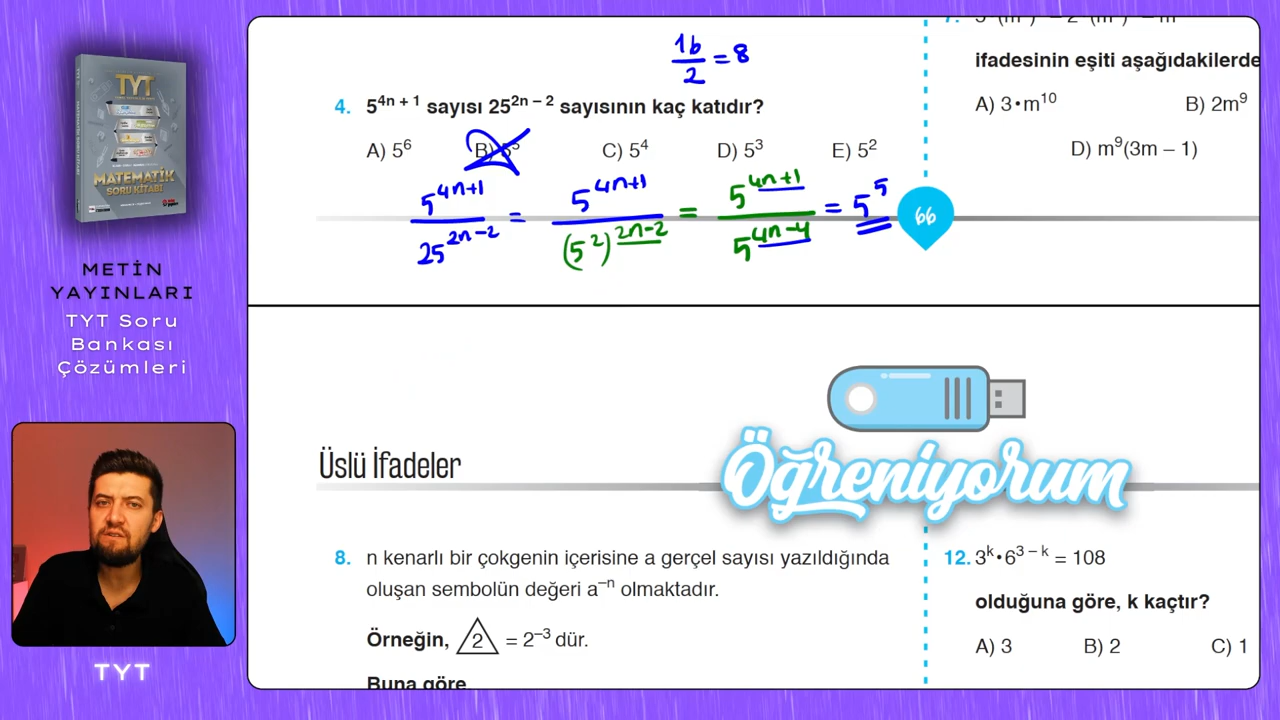 TYT
MATEMATİK
SORU KİTABI
METİN
YAYINLARI
TYT Soru
Bankası
Çözümleri
TYT
16/2 = 8
4. 5^{4n + 1} sayısı 25^{2n − 2} sayısının kaç katıdır?
A) 5^6 B) 5^5 C) 5^4 D) 5^3 E) 5^2
5^{4n+1}/25^{2n-2} = 5^{4n+1}/(5^2)^{2n-2} = 5^{4n+1}/5^{4n-4} = 5^5
66
ifadesinin eşiti aşağıdakilerde
A) 3•m^{10} B) 2m^9
D) m^9(3m − 1)
Üslü İfadeler
Öğreniyorum
8. n kenarlı bir çokgenin içerisine a gerçel sayısı yazıldığında
oluşan sembolün değeri a^{−n} olmaktadır.
Örneğin, 2 = 2^{−3} dür.
Buna göre,
12. 3^k•6^{3 − k} = 108
olduğuna göre, k kaçtır?
A) 3 B) 2 C) 1